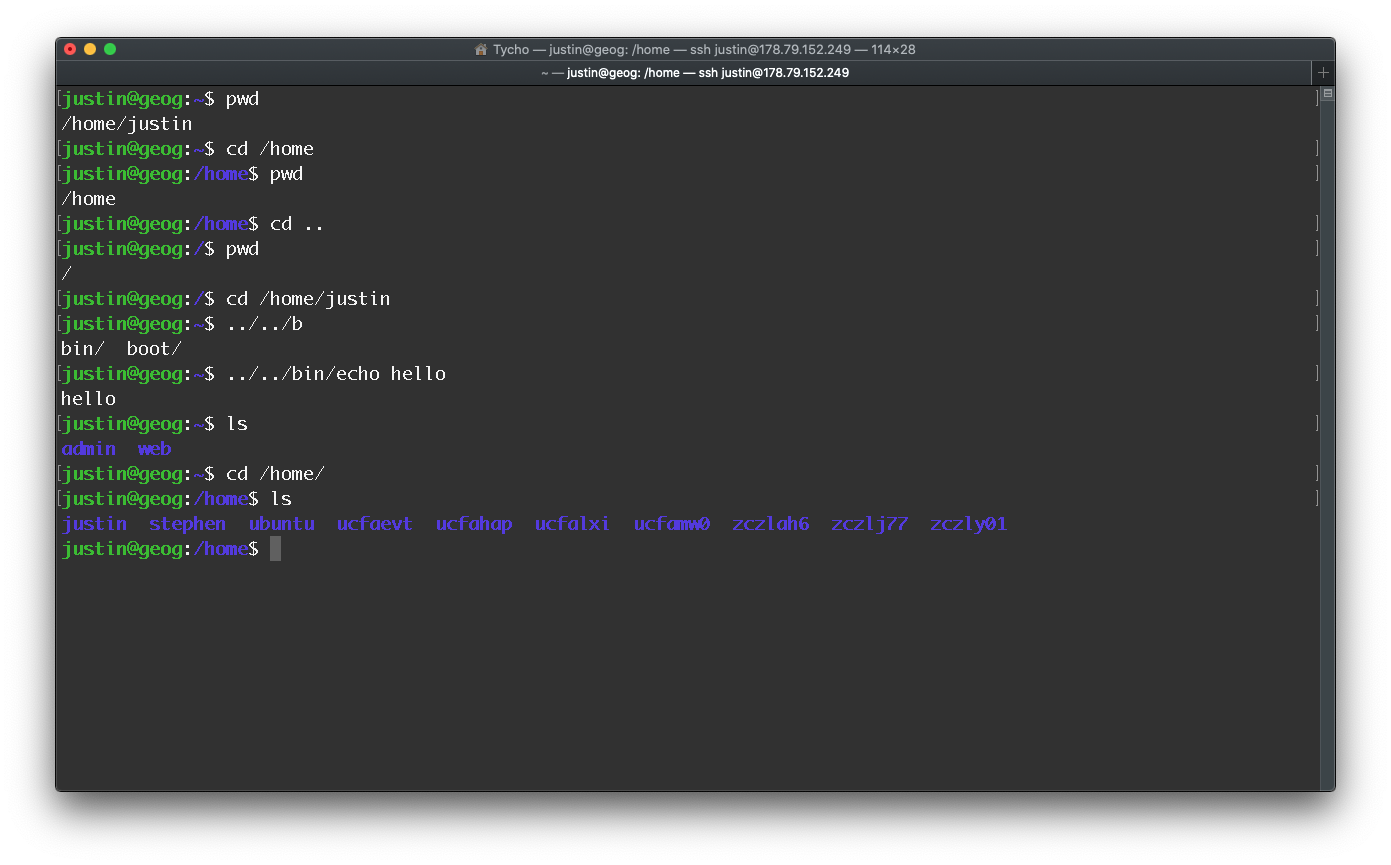 Tycho — justin@geog: /home — ssh justin@178.79.152.249 — 114×28
~ — justin@geog: /home — ssh justin@178.79.152.249
[justin@geog:~$ pwd ]
/home/justin
[justin@geog:~$ cd /home ]
[justin@geog:/home$ pwd ]
/home
[justin@geog:/home$ cd .. ]
[justin@geog:/$ pwd ]
/
[justin@geog:/$ cd /home/justin ]
[justin@geog:~$ ../../b ]
bin/  boot/
[justin@geog:~$ ../../bin/echo hello ]
hello
[justin@geog:~$ ls ]
admin  web
[justin@geog:~$ cd /home/ ]
[justin@geog:/home$ ls ]
justin  stephen  ubuntu  ucfaevt  ucfahap  ucfalxi  ucfamw0  zczlah6  zczlj77  zczly01
justin@geog:/home$